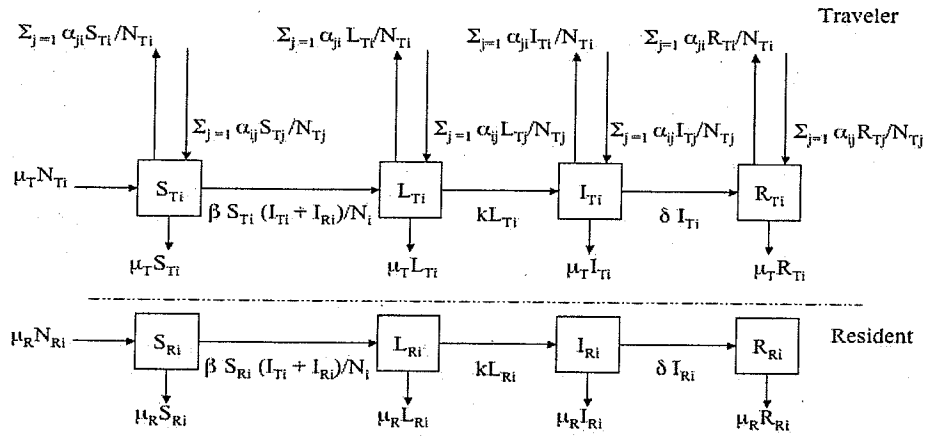 Traveler
Σj=1 αji STi/NTi Σj=1 αji LTi/NTi Σj=1 αji ITi/NTi Σj=1 αji RTi/NTi
Σj=1 αij STj/NTj Σj=1 αij LTj/NTj Σj=1 αij ITj/NTj Σj=1 αij RTj/NTj
μTNTi STi LTi ITi RTi
β STi (ITi + IRi)/Ni kLTi δ ITi
μTSTi μTLTi μTITi μTRTi
Resident
μRNRi SRi LRi IRi RRi
β SRi (ITi + IRi)/Ni kLRi δ IRi
μRSRi μRLRi μRIRi μRRRi